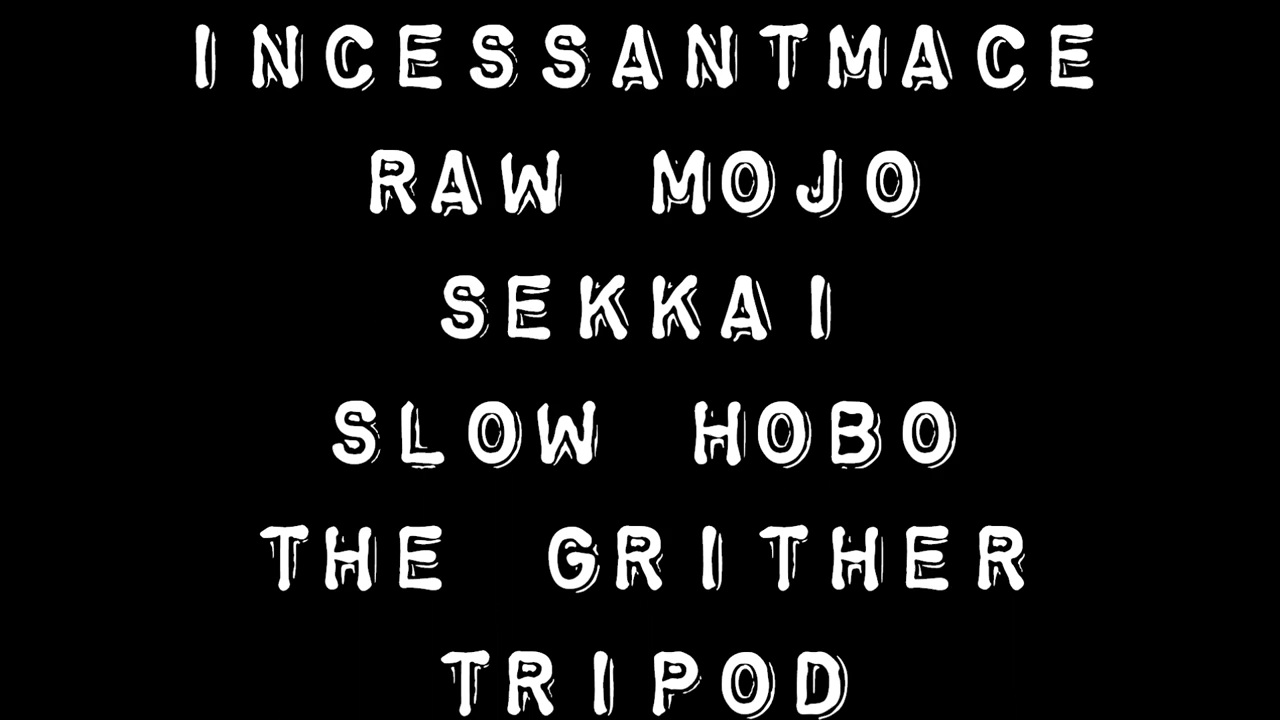 INCESSANTMACE
RAW MOJO
SEKKAI
SLOW HOBO
THE GRITHER
TRIPOD